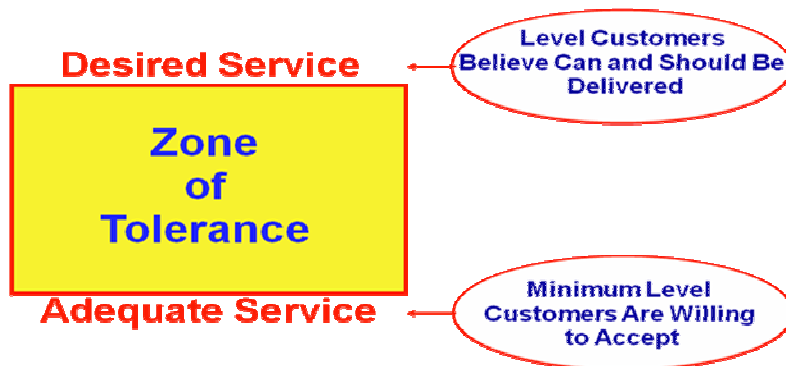 Level Customers
Believe Can and Should Be
Delivered
Desired Service
Zone
of
Tolerance
Adequate Service
Minimum Level
Customers Are Willing
to Accept